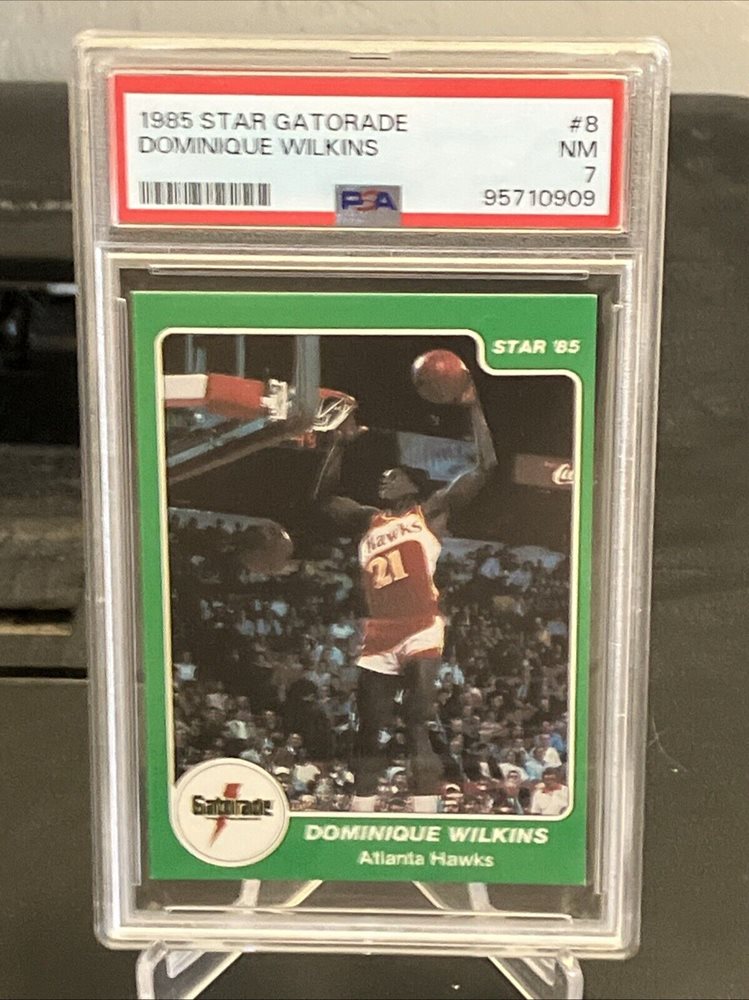 1985 STAR GATORADE #8
DOMINIQUE WILKINS NM
7
PSA 95710909
STAR '85
Hawks
21
Gatorade
DOMINIQUE WILKINS
Atlanta Hawks